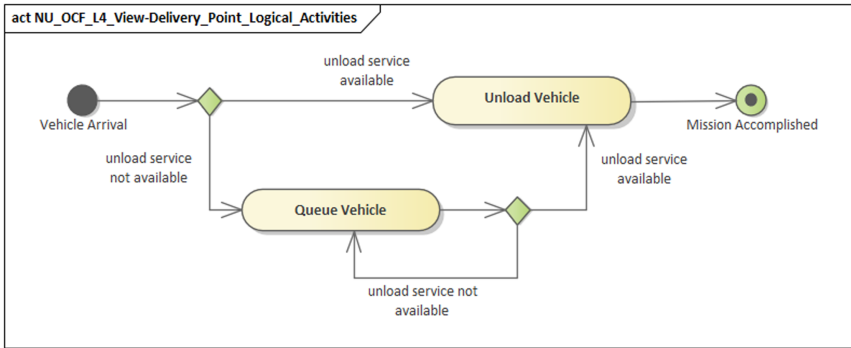 act NU_OCF_L4_View-Delivery_Point_Logical_Activities
unload service
available
Unload Vehicle
Vehicle Arrival
Mission Accomplished
unload service
not available
unload service
available
Queue Vehicle
unload service not
available